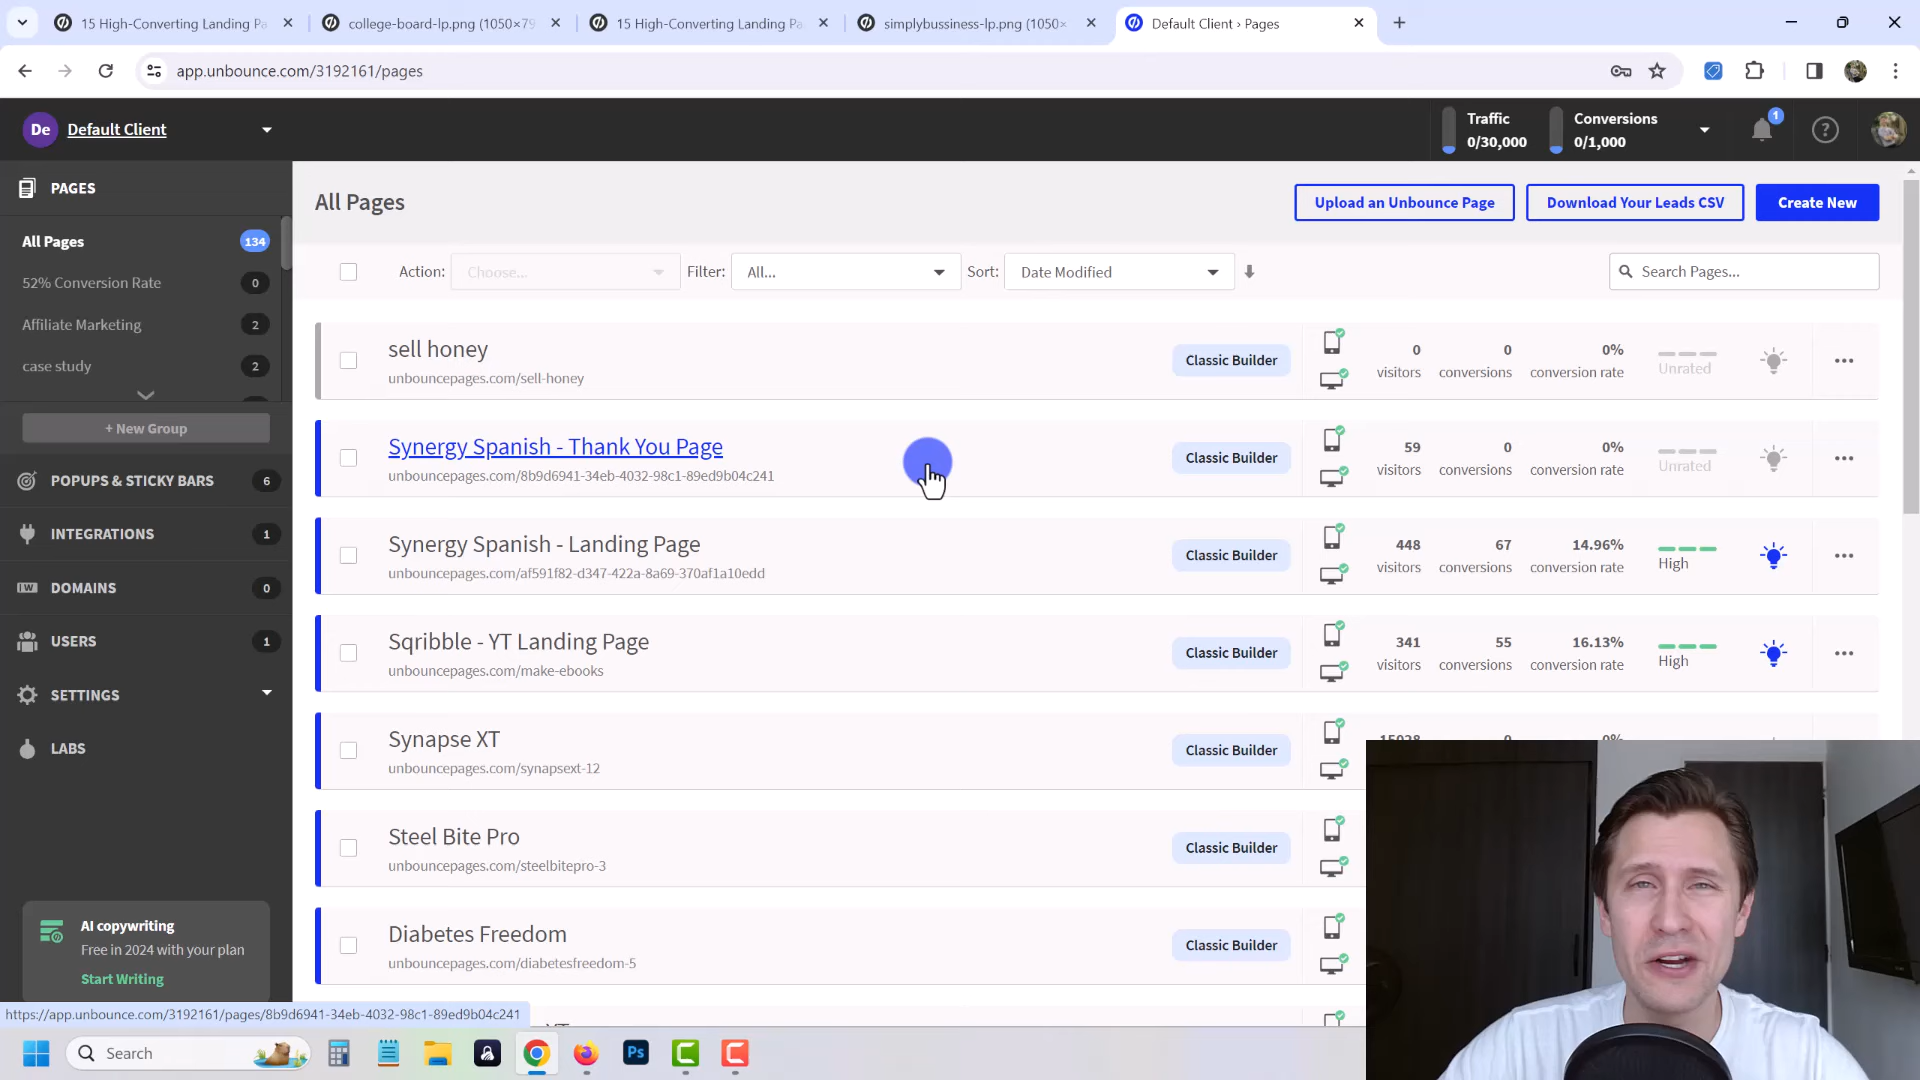 15 High-Converting Landing Pa
college-board-lp.png (1050×79
15 High-Converting Landing Pa
simplybussiness-lp.png (1050×
Default Client › Pages
app.unbounce.com/3192161/pages
De Default Client
Traffic
0/30,000
Conversions
0/1,000
1
PAGES
All Pages 134
52% Conversion Rate 0
Affiliate Marketing 2
case study 2
+ New Group
POPUPS & STICKY BARS 6
INTEGRATIONS 1
DOMAINS 0
USERS 1
SETTINGS
LABS
AI copywriting
Free in 2024 with your plan
Start Writing
All Pages
Upload an Unbounce Page
Download Your Leads CSV
Create New
Action: Choose... Filter: All... Sort: Date Modified
Search Pages...
sell honey
unbouncepages.com/sell-honey
Classic Builder
0 visitors
0 conversions
0% conversion rate
Unrated
Synergy Spanish - Thank You Page
unbouncepages.com/8b9d6941-34eb-4032-98c1-89ed9b04c241
Classic Builder
59 visitors
0 conversions
0% conversion rate
Unrated
Synergy Spanish - Landing Page
unbouncepages.com/af591f82-d347-422a-8a69-370af1a10edd
Classic Builder
448 visitors
67 conversions
14.96% conversion rate
High
Sqribble - YT Landing Page
unbouncepages.com/make-ebooks
Classic Builder
341 visitors
55 conversions
16.13% conversion rate
High
Synapse XT
unbouncepages.com/synapsext-12
Classic Builder
Steel Bite Pro
unbouncepages.com/steelbitepro-3
Classic Builder
Diabetes Freedom
unbouncepages.com/diabetesfreedom-5
Classic Builder
https://app.unbounce.com/3192161/pages/8b9d6941-34eb-4032-98c1-89ed9b04c241
Search
Ps